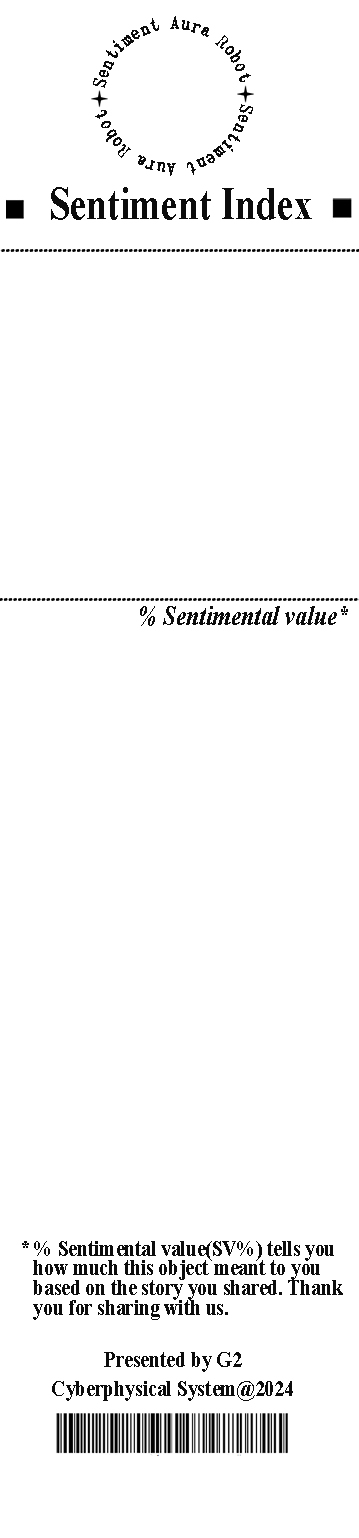 Sentiment Aura Robot
Sentiment Aura Robot
Sentiment Index
% Sentimental value*
*% Sentimental value(SV%) tells you
how much this object meant to you
based on the story you shared. Thank
you for sharing with us.
Presented by G2
Cyberphysical System@2024